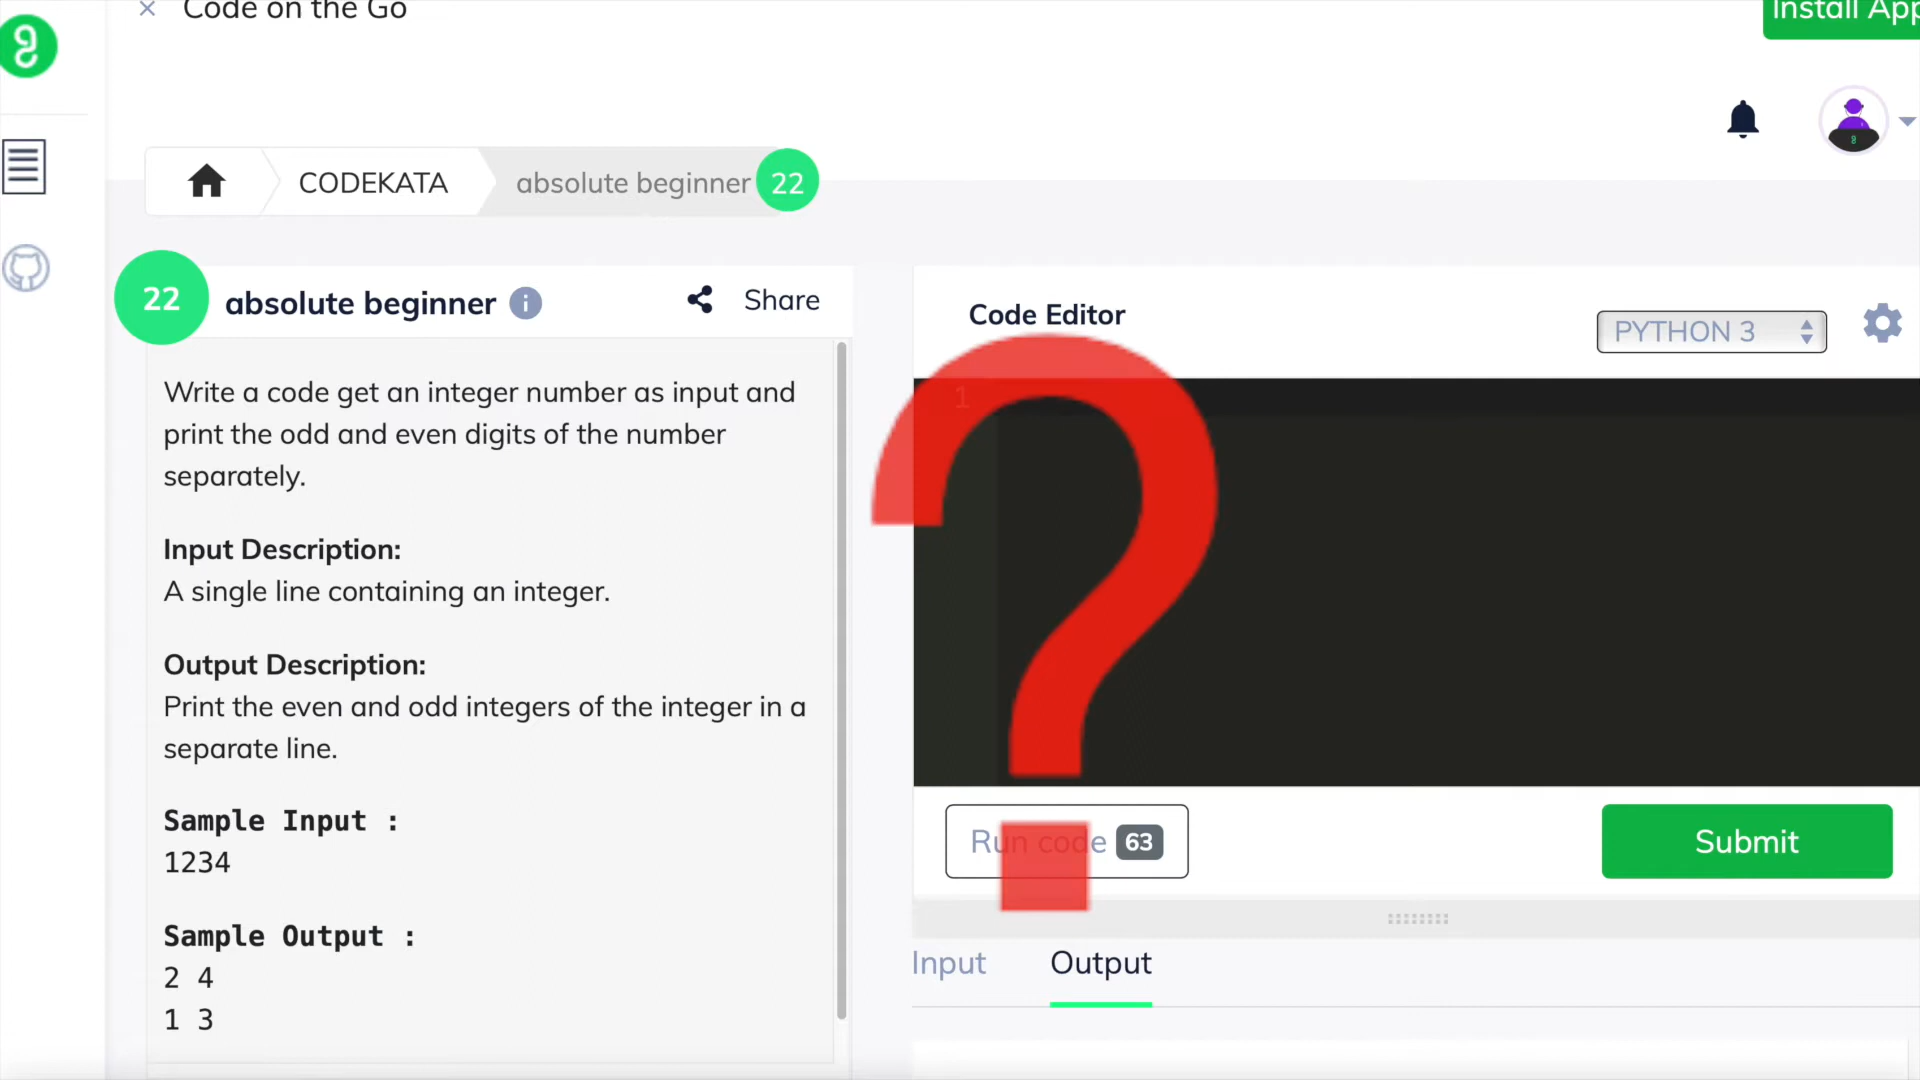 Code on the Go
Install App
CODEKATA
absolute beginner 22
22 absolute beginner
Share
Write a code get an integer number as input and
print the odd and even digits of the number
separately.
Input Description:
A single line containing an integer.
Output Description:
Print the even and odd integers of the integer in a
separate line.
Sample Input :
1234
Sample Output :
2 4
1 3
Code Editor
PYTHON 3
1
?
Run code 63
Submit
Input
Output